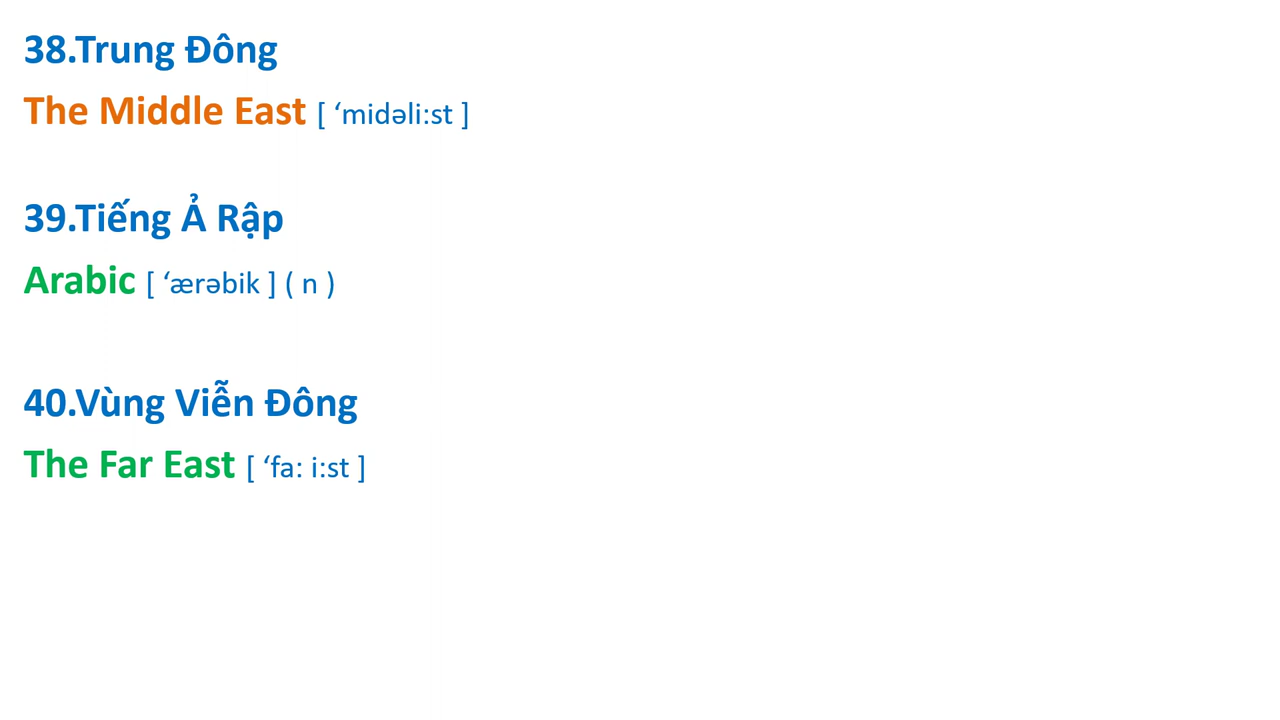 38.Trung Đông
The Middle East [ ‘midəli:st ]
39.Tiếng Ả Rập
Arabic [ ‘ærəbik ] ( n )
40.Vùng Viễn Đông
The Far East [ ‘fa: i:st ]